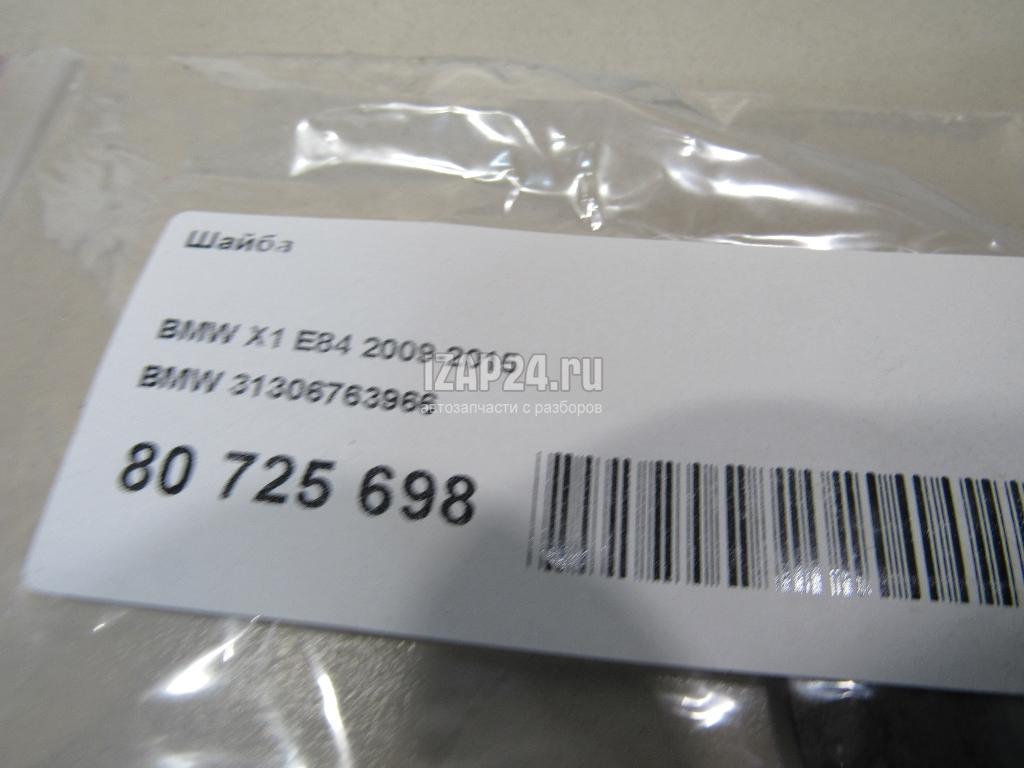 Шайба
BMW X1 E84 2009-2015
BMW 31306763966
IZAP24.ru
автозапчасти с разборов
80 725 698